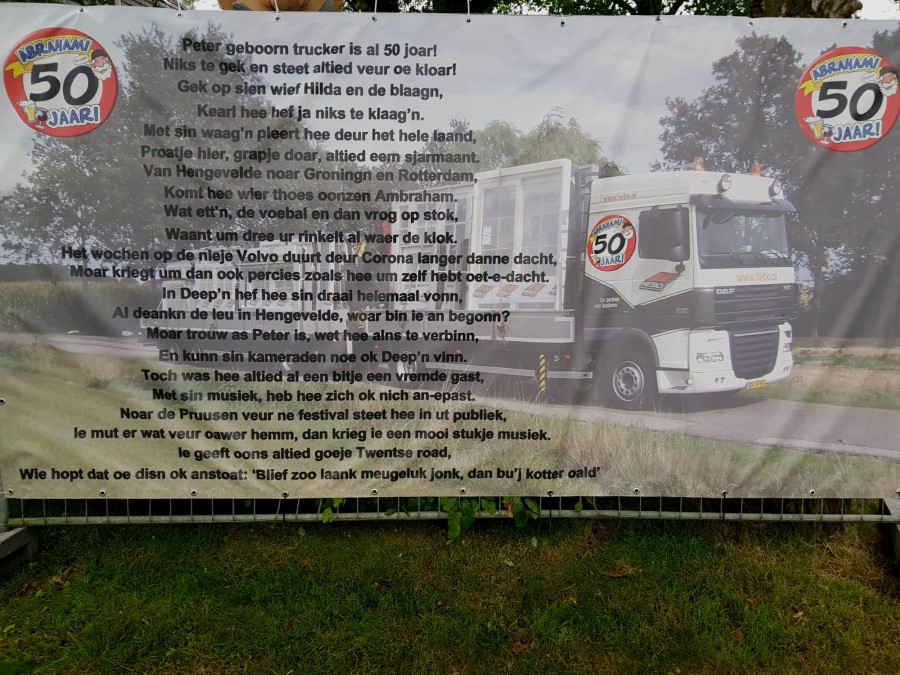 ABRAHAM!
50
JAAR!
Peter geboorn trucker is al 50 joar!
Niks te gek en steet altied veur oe kloar!
Gek op sien wief Hilda en de blaagn,
Kearl hee hef ja niks te klaag'n.
Met sin waag'n pleert hee deur het hele laand,
Proatje hier, grapje doar, altied eem sjarmaant.
Van Hengevelde noar Groningn en Rotterdam,
Komt hee wier thoes oonzen Ambraham.
Wat ett'n, de voebal en dan vrog op stok,
Waant um dree ur rinkelt al waer de klok.
Het wochen op de nieje Volvo duurt deur Corona langer danne dacht,
Moar kriegt um dan ook percies zoals hee um zelf hebt oet-e-dacht.
In Deep'n hef hee sin draai helemaal vonn,
Al deankn de leu in Hengevelde, woar bin ie an begonn?
Moar trouw as Peter is, wet hee alns te verbinn,
En kunn sin kameraden noe ok Deep'n vinn.
Toch was hee altied al een bitje een vremde gast,
Met sin musiek, heb hee zich ok nich an-epast.
Noar de Pruusen veur ne festival steet hee in ut publiek,
Ie mut er wat veur oawer hemm, dan krieg ie een mooi stukje musiek.
Ie geeft oons altied goeje Twentse road,
Wie hopt dat oe disn ok anstoat: ‘Blief zoo laank meugeluk jonk, dan bu'j kotter oald’
ABRAHAM!
50
JAAR!
www.hebo.nl
ABRAHAM!
50
JAAR!
www.hebo.nl
DAF